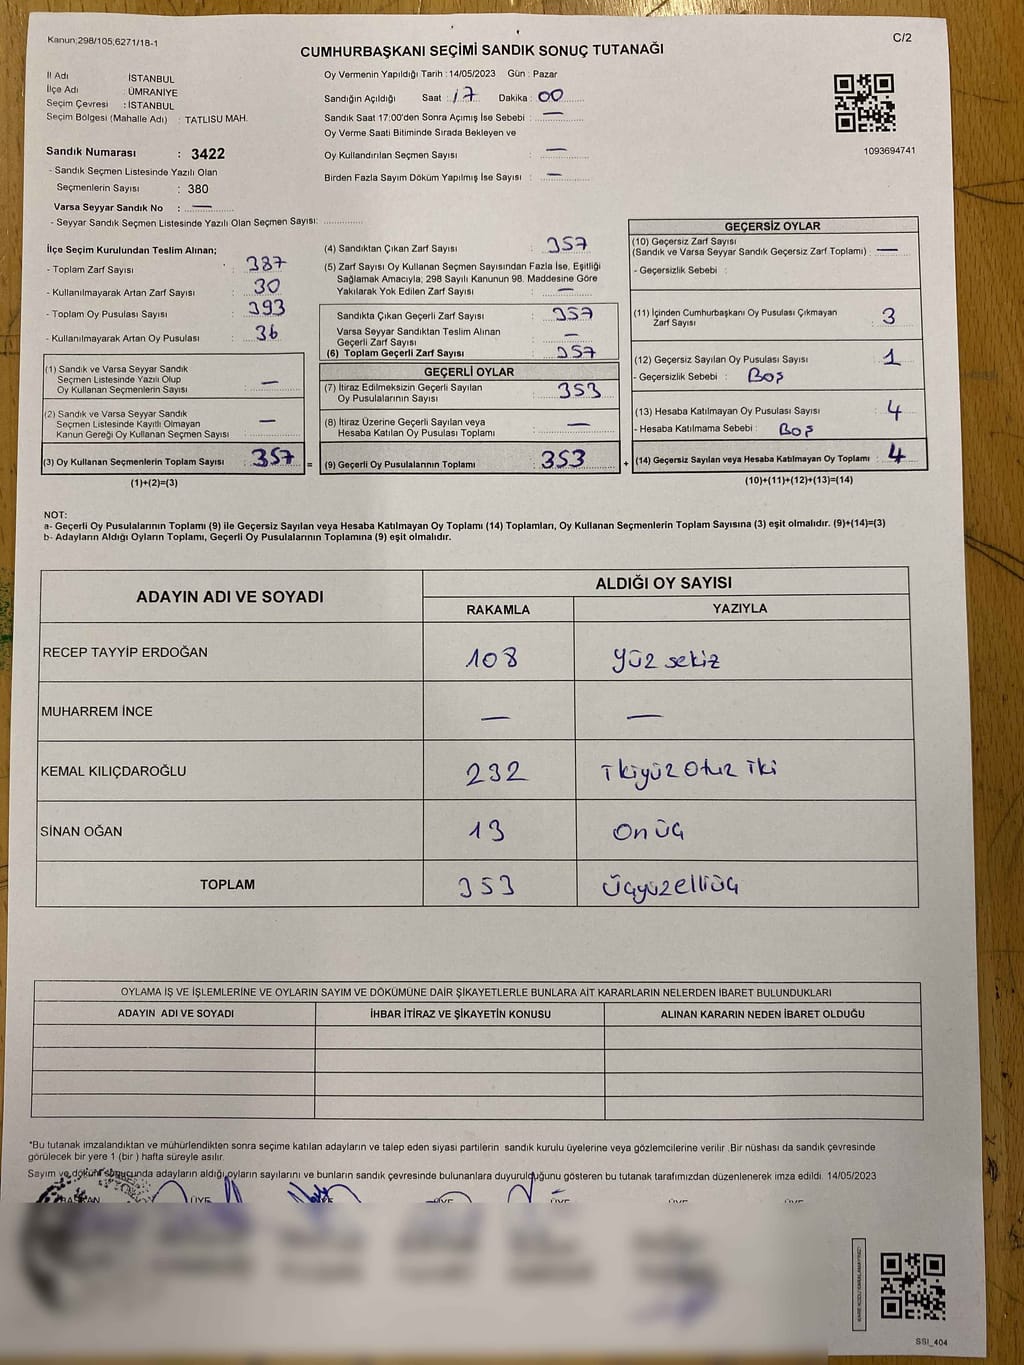 Kanun;298/105;6271/18-1
C/2
CUMHURBAŞKANI SEÇİMİ SANDIK SONUÇ TUTANAĞI
İl Adı İSTANBUL
İlçe Adı : ÜMRANİYE
Seçim Çevresi : İSTANBUL
Seçim Bölgesi (Mahalle Adı) : TATLISU MAH.
Sandık Numarası : 3422
- Sandık Seçmen Listesinde Yazılı Olan
Seçmenlerin Sayısı : 380
Varsa Seyyar Sandık No : —
- Seyyar Sandık Seçmen Listesinde Yazılı Olan Seçmen Sayısı:
Oy Vermenin Yapıldığı Tarih : 14/05/2023 Gün : Pazar
Sandığın Açıldığı Saat : 17 Dakika : 00
Sandık Saat 17:00'den Sonra Açımış İse Sebebi : —
Oy Verme Saati Bitiminde Sırada Bekleyen ve
Oy Kullandırılan Seçmen Sayısı : —
Birden Fazla Sayım Döküm Yapılmış İse Sayısı : —
1093694741
İlçe Seçim Kurulundan Teslim Alınan;
- Toplam Zarf Sayısı : 387
- Kullanılmayarak Artan Zarf Sayısı : 30
- Toplam Oy Pusulası Sayısı : 393
- Kullanılmayarak Artan Oy Pusulası : 36
(1) Sandık ve Varsa Seyyar Sandık
Seçmen Listesinde Yazılı Olup
Oy Kullanan Seçmenlerin Sayısı : —
(2) Sandık ve Varsa Seyyar Sandık
Seçmen Listesinde Kayıtlı Olmayan
Kanun Gereği Oy Kullanan Seçmen Sayısı : —
(3) Oy Kullanan Seçmenlerin Toplam Sayısı : 357 =
(1)+(2)=(3)
(4) Sandıktan Çıkan Zarf Sayısı : 357
(5) Zarf Sayısı Oy Kullanan Seçmen Sayısından Fazla İse, Eşitliği
Sağlamak Amacıyla; 298 Sayılı Kanunun 98. Maddesine Göre
Yakılarak Yok Edilen Zarf Sayısı : —
Sandıkta Çıkan Geçerli Zarf Sayısı : 357
Varsa Seyyar Sandıktan Teslim Alınan
Geçerli Zarf Sayısı : —
(6) Toplam Geçerli Zarf Sayısı : 357
GEÇERLİ OYLAR
(7) İtiraz Edilmeksizin Geçerli Sayılan
Oy Pusulalarının Sayısı : 353
(8) İtiraz Üzerine Geçerli Sayılan veya
Hesaba Katılan Oy Pusulası Toplamı : —
(9) Geçerli Oy Pusulalarının Toplamı : 353 +
GEÇERSİZ OYLAR
(10) Geçersiz Zarf Sayısı
(Sandık ve Varsa Seyyar Sandık Geçersiz Zarf Toplamı) : —
- Geçersizlik Sebebi :
(11) İçinden Cumhurbaşkanı Oy Pusulası Çıkmayan
Zarf Sayısı : 3
(12) Geçersiz Sayılan Oy Pusulası Sayısı : 1
- Geçersizlik Sebebi : Boş
(13) Hesaba Katılmayan Oy Pusulası Sayısı : 4
- Hesaba Katılmama Sebebi : Boş
(14) Geçersiz Sayılan veya Hesaba Katılmayan Oy Toplamı : 4
(10)+(11)+(12)+(13)=(14)
NOT:
a- Geçerli Oy Pusulalarının Toplamı (9) ile Geçersiz Sayılan veya Hesaba Katılmayan Oy Toplamı (14) Toplamları, Oy Kullanan Seçmenlerin Toplam Sayısına (3) eşit olmalıdır. (9)+(14)=(3)
b- Adayların Aldığı Oyların Toplamı, Geçerli Oy Pusulalarının Toplamına (9) eşit olmalıdır.
ADAYIN ADI VE SOYADI ALDIĞI OY SAYISI
RAKAMLA YAZIYLA
RECEP TAYYİP ERDOĞAN 108 yüz sekiz
MUHARREM İNCE — —
KEMAL KILIÇDAROĞLU 232 İkiyüz Otuz İki
SİNAN OĞAN 13 on üç
TOPLAM 353 Üçyüzelliüç
OYLAMA İŞ VE İŞLEMLERİNE VE OYLARIN SAYIM VE DÖKÜMÜNE DAİR ŞİKAYETLERLE BUNLARA AİT KARARLARIN NELERDEN İBARET BULUNDUKLARI
ADAYIN ADI VE SOYADI İHBAR İTİRAZ VE ŞİKAYETİN KONUSU ALINAN KARARIN NEDEN İBARET OLDUĞU
*Bu tutanak imzalandıktan ve mühürlendikten sonra seçime katılan adayların ve talep eden siyasi partilerin sandık kurulu üyelerine veya gözlemcilerine verilir. Bir nüshası da sandık çevresinde
görülecek bir yere 1 (bir ) hafta süreyle asılır.
Sayım ve döküm sonucunda adayların aldığı oyların sayılarını ve bunların sandık çevresinde bulunanlara duyurulduğunu gösteren bu tutanak tarafımızdan düzenlenerek imza edildi. 14/05/2023
BAŞKAN ÜYE ÜYE ÜYE ÜYE ÜYE
SSI_404